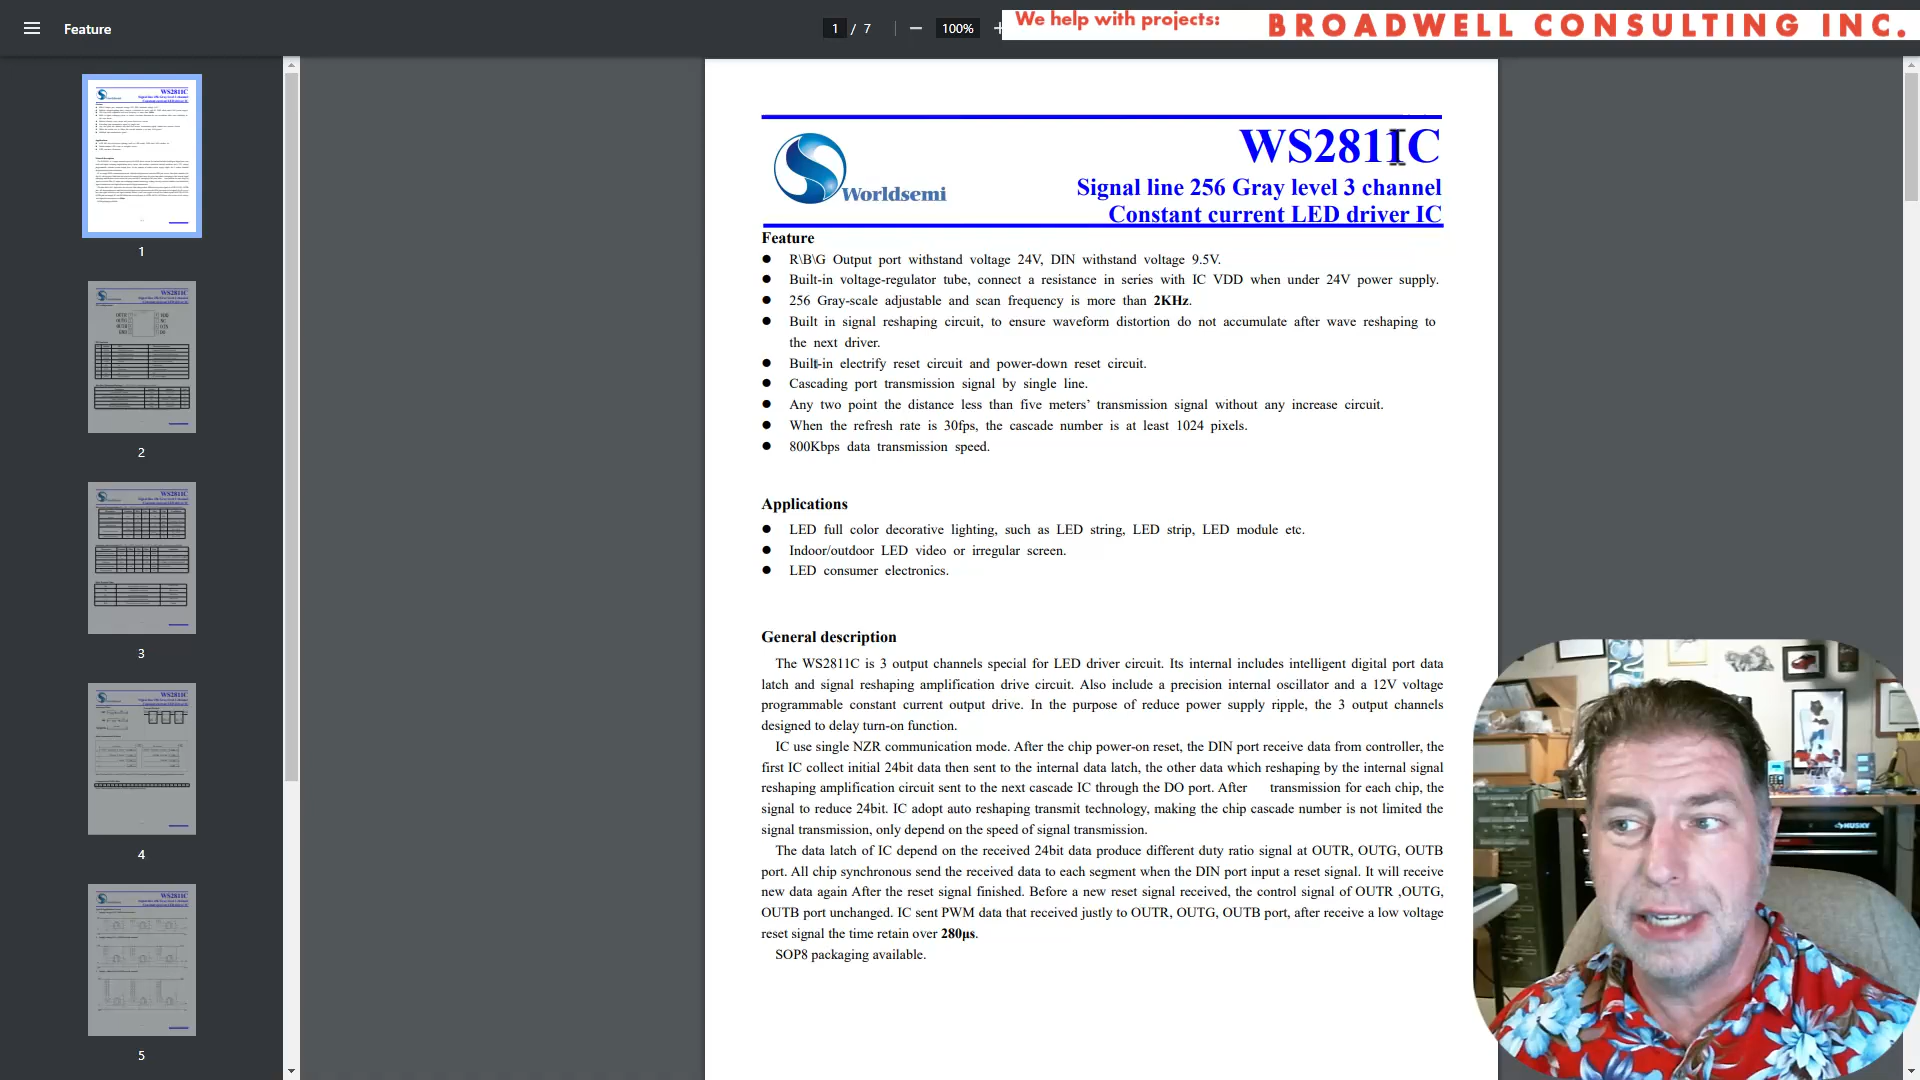 Feature
1 / 7
100%
We help with projects:
BROADWELL CONSULTING INC.
1
2
3
4
5
Worldsemi
WS2811C
Signal line 256 Gray level 3 channel
Constant current LED driver IC
Feature
● R\B\G Output port withstand voltage 24V, DIN withstand voltage 9.5V.
● Built-in voltage-regulator tube, connect a resistance in series with IC VDD when under 24V power supply.
● 256 Gray-scale adjustable and scan frequency is more than 2KHz.
● Built in signal reshaping circuit, to ensure waveform distortion do not accumulate after wave reshaping to
the next driver.
● Built-in electrify reset circuit and power-down reset circuit.
● Cascading port transmission signal by single line.
● Any two point the distance less than five meters’ transmission signal without any increase circuit.
● When the refresh rate is 30fps, the cascade number is at least 1024 pixels.
● 800Kbps data transmission speed.
Applications
● LED full color decorative lighting, such as LED string, LED strip, LED module etc.
● Indoor/outdoor LED video or irregular screen.
● LED consumer electronics.
General description
The WS2811C is 3 output channels special for LED driver circuit. Its internal includes intelligent digital port data
latch and signal reshaping amplification drive circuit. Also include a precision internal oscillator and a 12V voltage
programmable constant current output drive. In the purpose of reduce power supply ripple, the 3 output channels
designed to delay turn-on function.
IC use single NZR communication mode. After the chip power-on reset, the DIN port receive data from controller, the
first IC collect initial 24bit data then sent to the internal data latch, the other data which reshaping by the internal signal
reshaping amplification circuit sent to the next cascade IC through the DO port. After transmission for each chip, the
signal to reduce 24bit. IC adopt auto reshaping transmit technology, making the chip cascade number is not limited the
signal transmission, only depend on the speed of signal transmission.
The data latch of IC depend on the received 24bit data produce different duty ratio signal at OUTR, OUTG, OUTB
port. All chip synchronous send the received data to each segment when the DIN port input a reset signal. It will receive
new data again After the reset signal finished. Before a new reset signal received, the control signal of OUTR ,OUTG,
OUTB port unchanged. IC sent PWM data that received justly to OUTR, OUTG, OUTB port, after receive a low voltage
reset signal the time retain over 280μs.
SOP8 packaging available.
HUSKY